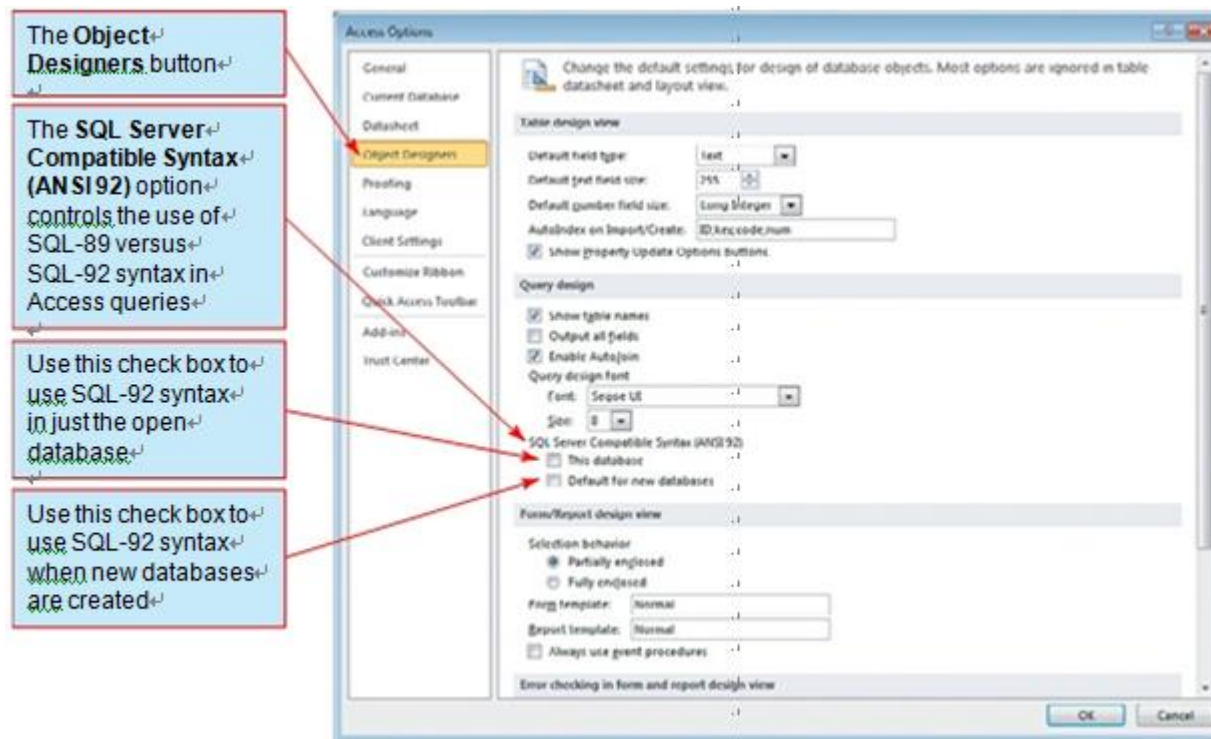 The Object
Designers button
The SQL Server
Compatible Syntax
(ANSI 92) option
controls the use of
SQL-89 versus
SQL-92 syntax in
Access queries
Use this check box to
use SQL-92 syntax
in just the open
database
Use this check box to
use SQL-92 syntax
when new databases
are created
Access Options
General
Current Database
Datasheet
Object Designers
Proofing
Language
Client Settings
Customize Ribbon
Quick Access Toolbar
Add-ins
Trust Center
Change the default settings for design of database objects. Most options are ignored in table
datasheet and layout view.
Table design view
Default field type: Text
Default text field size: 255
Default number field size: Long Integer
AutoIndex on Import/Create: ID;key;code;num
Show Property Update Options Buttons
Query design
Show table names
Output all fields
Enable AutoJoin
Query design font
Font: Segoe UI
Size: 8
SQL Server Compatible Syntax (ANSI 92)
This database
Default for new databases
Form/Report design view
Selection behavior
Partially enclosed
Fully enclosed
Form template: Normal
Report template: Normal
Always use event procedures
Error checking in form and report design view
OK Cancel